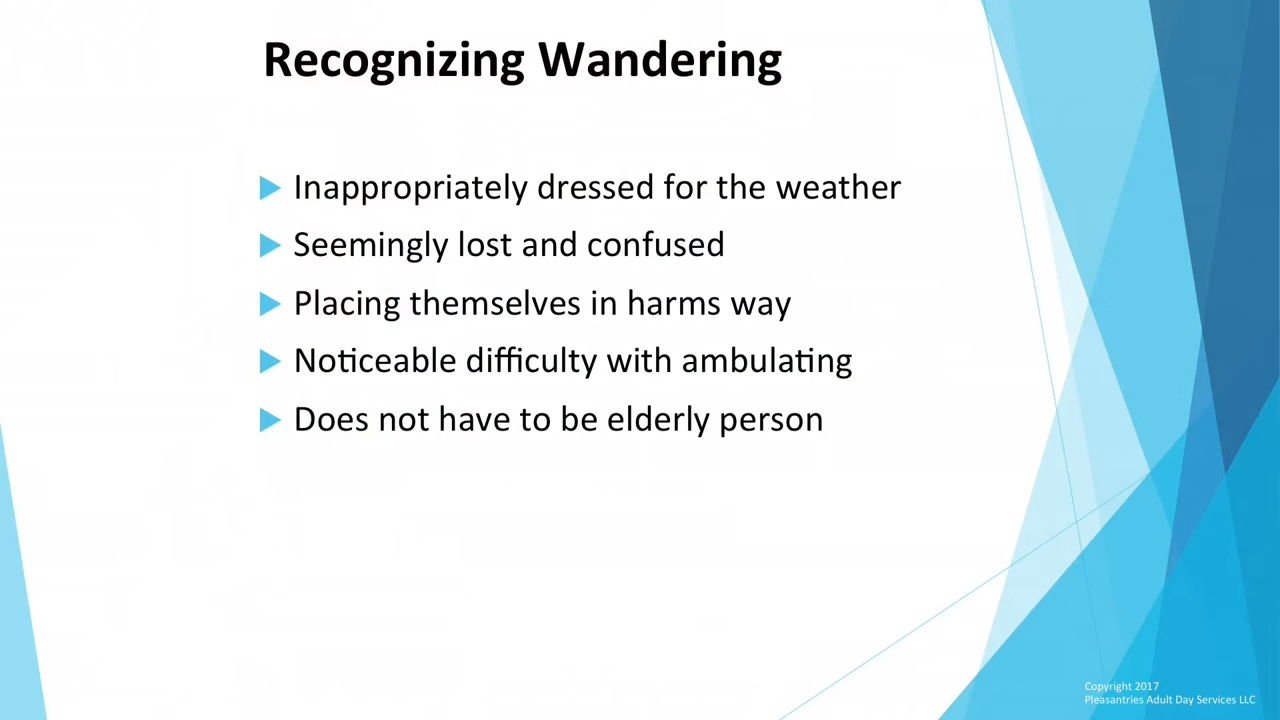 Recognizing Wandering
Inappropriately dressed for the weather
Seemingly lost and confused
Placing themselves in harms way
Noticeable difficulty with ambulating
Does not have to be elderly person
Copyright 2017
Pleasantries Adult Day Services LLC